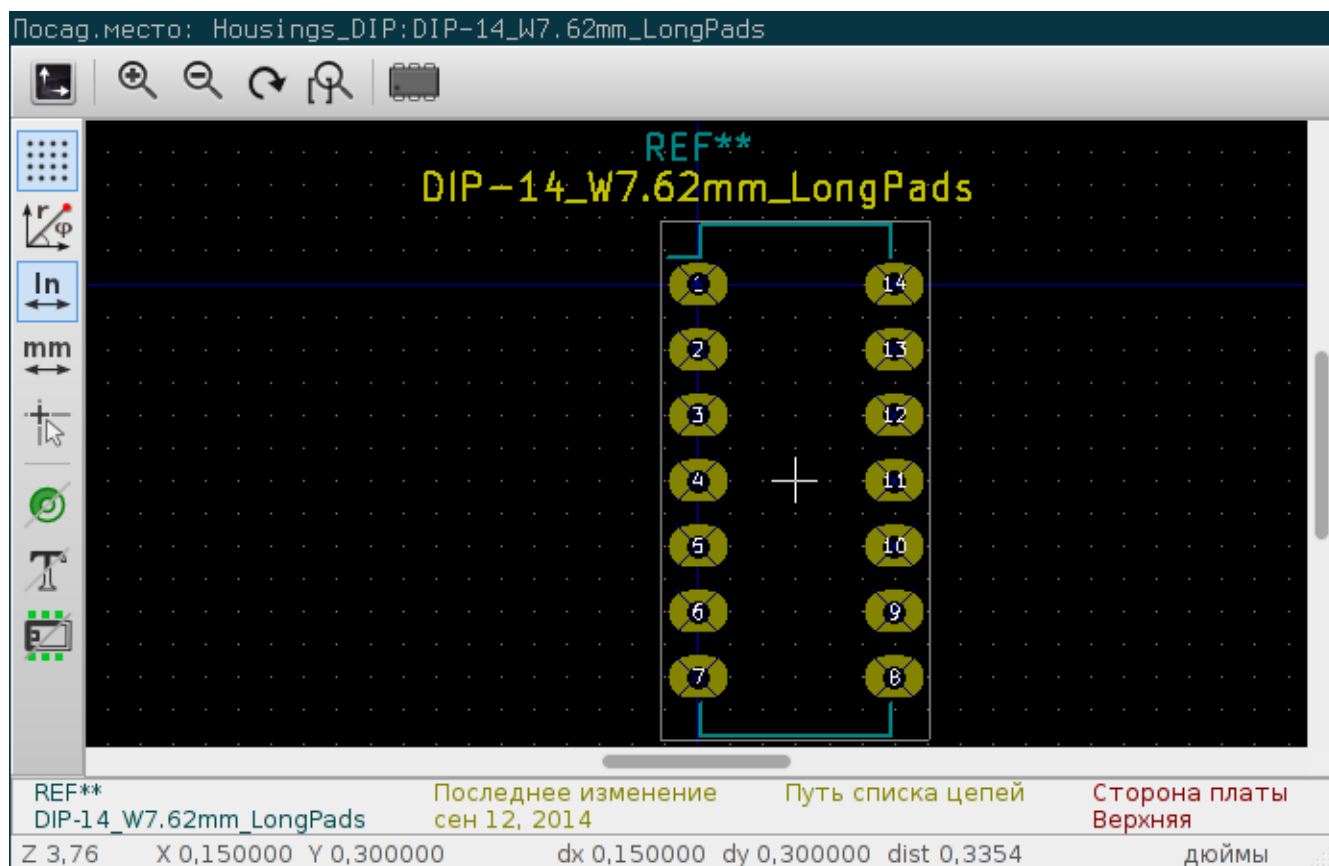 Посад.место: Housings_DIP:DIP-14_W7.62mm_LongPads
REF**
DIP-14_W7.62mm_LongPads
In
mm
1 14
2 13
3 12
4 11
5 10
6 9
7 8
REF** Последнее изменение Путь списка цепей Сторона платы
DIP-14_W7.62mm_LongPads сен 12, 2014 Верхняя
Z 3,76 X 0,150000 Y 0,300000 dx 0,150000 dy 0,300000 dist 0,3354 дюймы